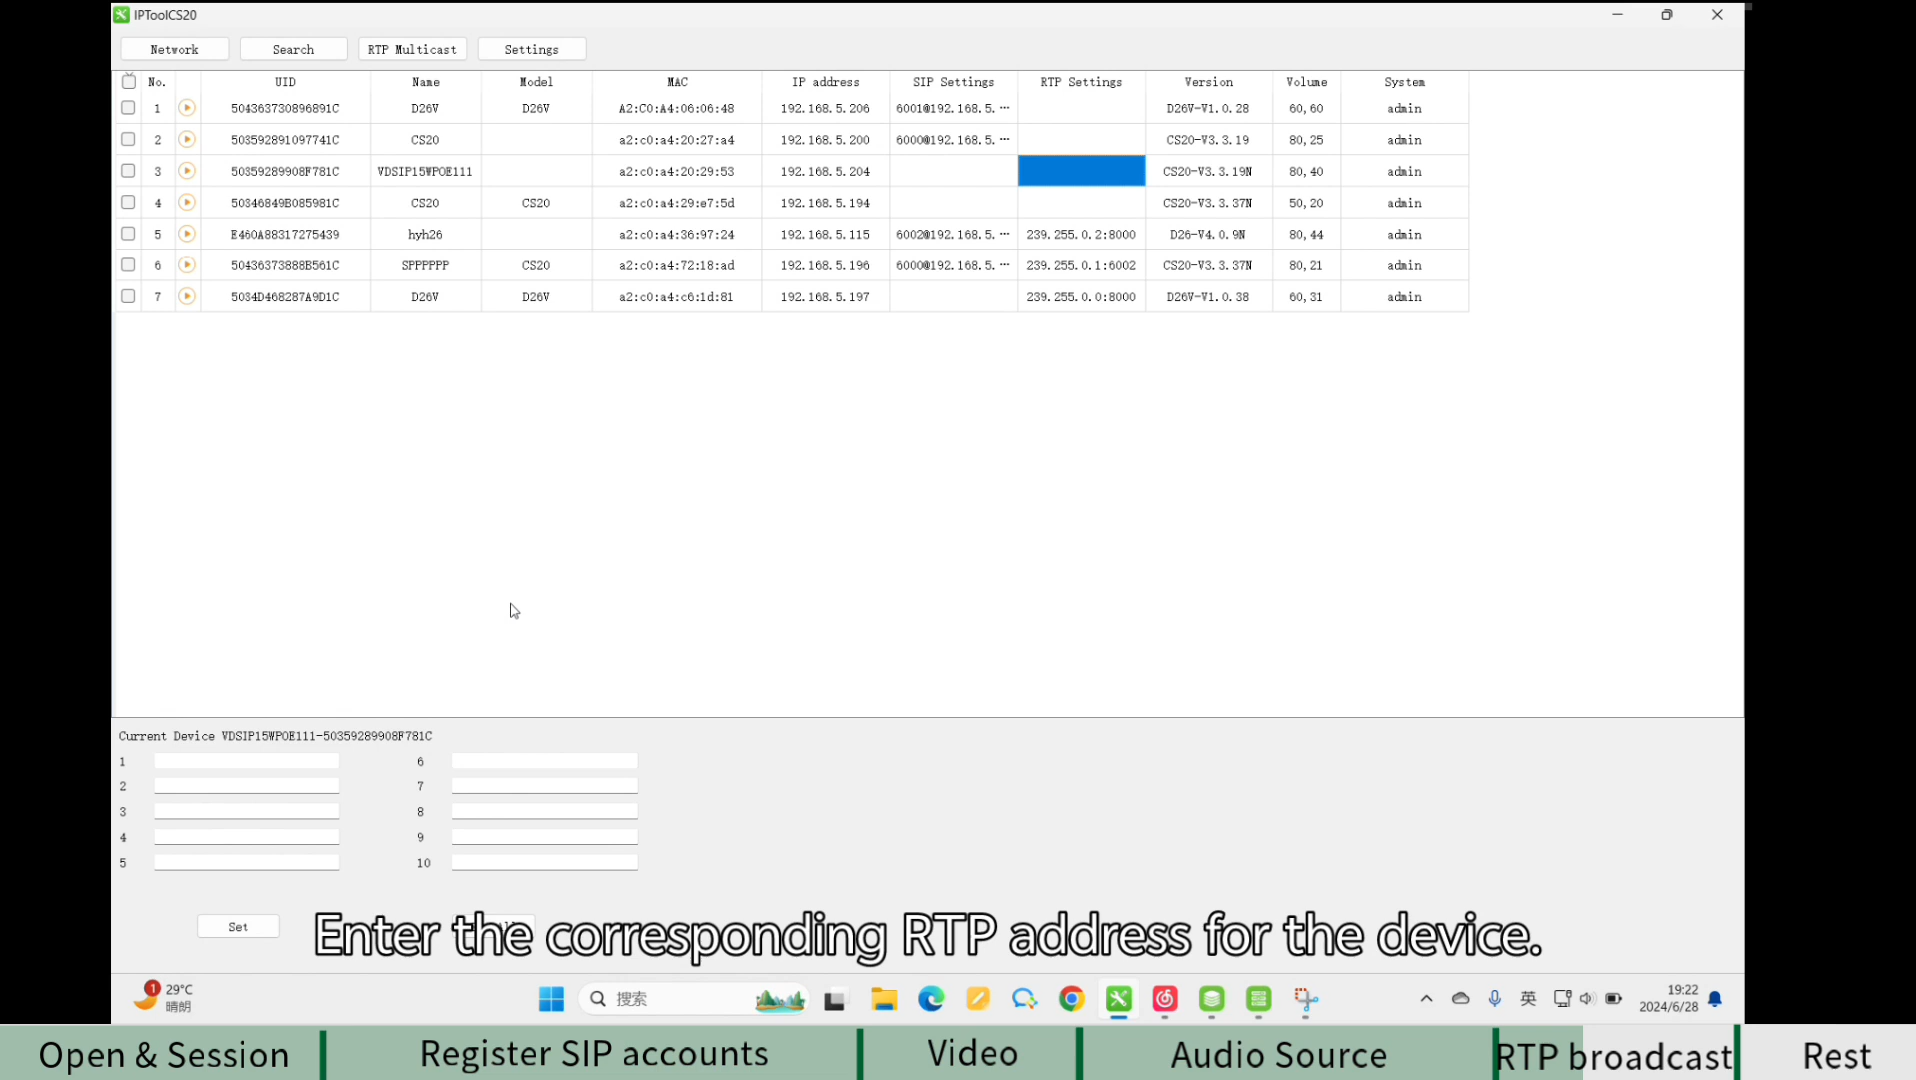 IPToolCS20
Network Search RTP Multicast Settings
No. UID Name Model MAC IP address SIP Settings RTP Settings Version Volume System
1 504363730896891C D26V D26V A2:C0:A4:06:06:48 192.168.5.206 6001@192.168.5. ··· D26V-V1.0.28 60,60 admin
2 503592891097741C CS20 a2:c0:a4:20:27:a4 192.168.5.200 6000@192.168.5. ··· CS20-V3.3.19 80,25 admin
3 50359289908F781C VDSIP15WPOE111 a2:c0:a4:20:29:53 192.168.5.204 CS20-V3.3.19N 80,40 admin
4 50346849B085981C CS20 CS20 a2:c0:a4:29:e7:5d 192.168.5.194 CS20-V3.3.37N 50,20 admin
5 E460A88317275439 hyh26 a2:c0:a4:36:97:24 192.168.5.115 6002@192.168.5. ··· 239.255.0.2:8000 D26-V4.0.9N 80,44 admin
6 50436373888B561C SPPPPPP CS20 a2:c0:a4:72:18:ad 192.168.5.196 6000@192.168.5. ··· 239.255.0.1:6002 CS20-V3.3.37N 80,21 admin
7 5034D468287A9D1C D26V D26V a2:c0:a4:c6:1d:81 192.168.5.197 239.255.0.0:8000 D26V-V1.0.38 60,31 admin
Current Device VDSIP15WPOE111-50359289908F781C
1 6
2 7
3 8
4 9
5 10
Set
Enter the corresponding RTP address for the device.
1 29°C
晴朗
搜索
英
19:22
2024/6/28
Open & Session Register SIP accounts Video Audio Source RTP broadcast Rest